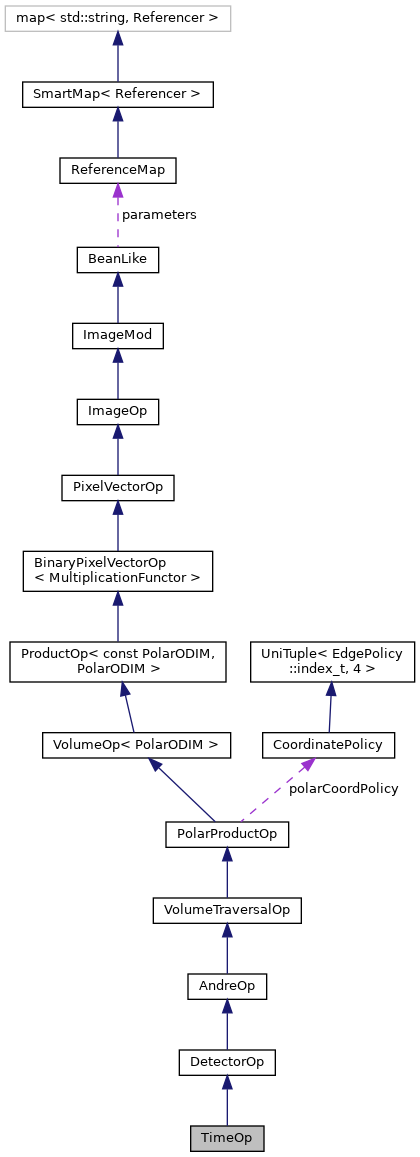 map< std::string, Referencer >
SmartMap< Referencer >
ReferenceMap
parameters
BeanLike
ImageMod
ImageOp
PixelVectorOp
BinaryPixelVectorOp
< MultiplicationFunctor >
ProductOp< const PolarODIM,
PolarODIM >
UniTuple< EdgePolicy
::index_t, 4 >
VolumeOp< PolarODIM >
CoordinatePolicy
polarCoordPolicy
PolarProductOp
VolumeTraversalOp
AndreOp
DetectorOp
TimeOp